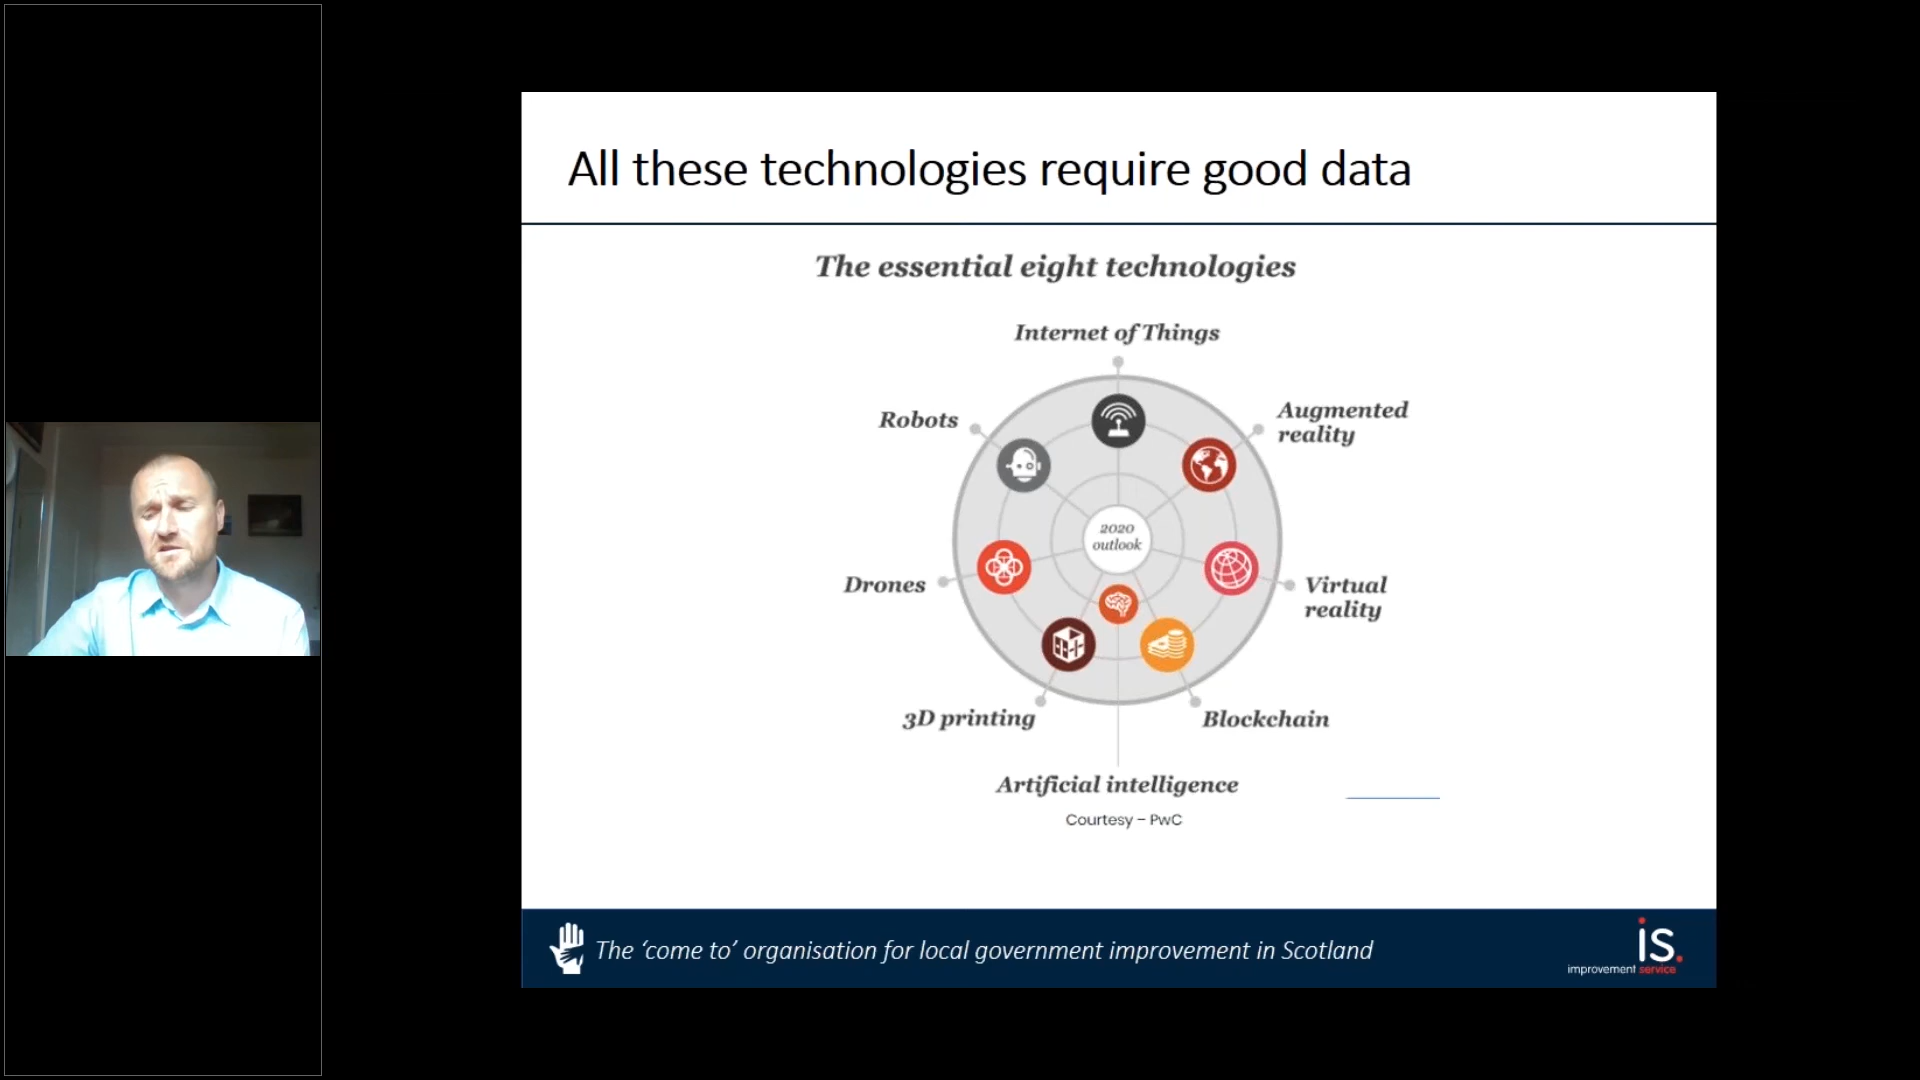 All these technologies require good data
The essential eight technologies
Internet of Things
Robots
Augmented
reality
2020
outlook
Drones
Virtual
reality
3D printing
Blockchain
Artificial intelligence
Courtesy – PwC
The ‘come to’ organisation for local government improvement in Scotland
is.
improvement service